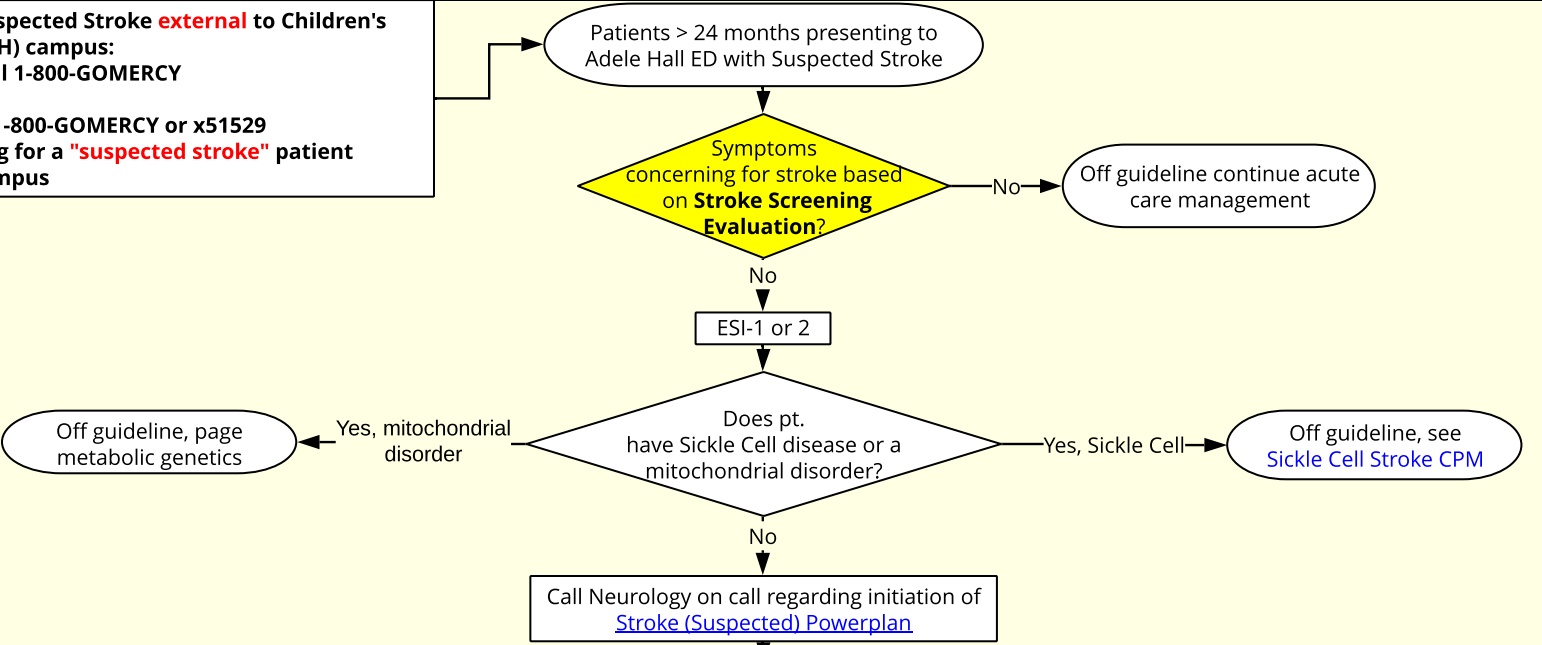 spected Stroke external to Children's
H) campus:
l 1-800-GOMERCY
-800-GOMERCY or x51529
g for a "suspected stroke" patient
mpus
Patients > 24 months presenting to
Adele Hall ED with Suspected Stroke
Symptoms
concerning for stroke based
on Stroke Screening
Evaluation?
No
Off guideline continue acute
care management
No
ESI-1 or 2
Does pt.
have Sickle Cell disease or a
mitochondrial disorder?
Yes, mitochondrial
disorder
Off guideline, page
metabolic genetics
Yes, Sickle Cell
Off guideline, see
Sickle Cell Stroke CPM
No
Call Neurology on call regarding initiation of
Stroke (Suspected) Powerplan